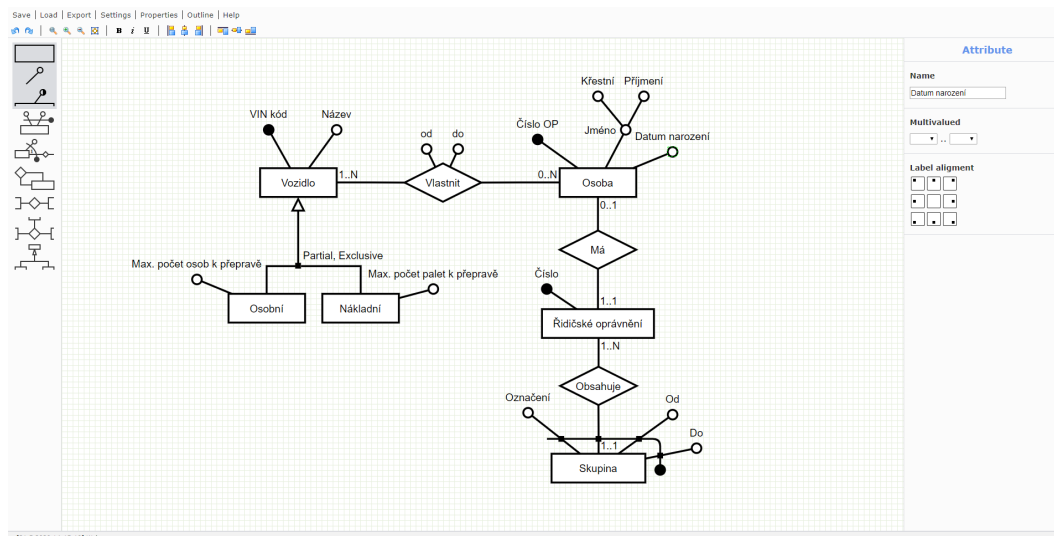 Save | Load | Export | Settings | Properties | Outline | Help
B i U
Attribute
Name
Datum narození
Multivalued
..
Label aligment
Křestní Příjmení
VIN kód Název
Číslo OP Jméno
Datum narození
od do
Vozidlo 1..N Vlastnit 0..N Osoba
0..1
Má
Partial, Exclusive
Max. počet osob k přepravě Max. počet palet k přepravě
Číslo
1..1
Osobní Nákladní
Řidičské oprávnění
1..N
Obsahuje
Označení Od
Do
1..1
Skupina